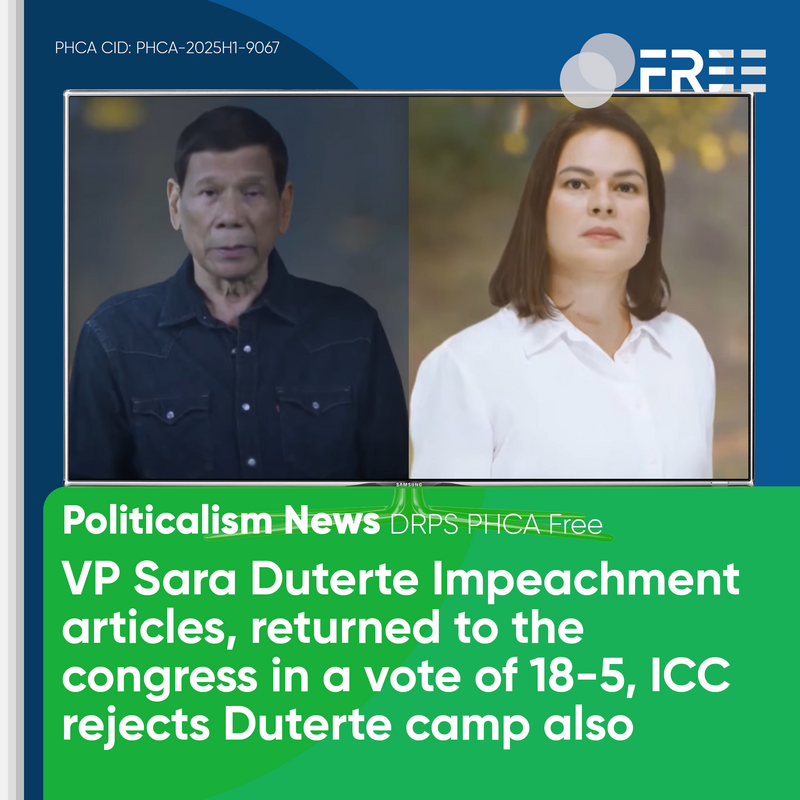 PHCA CID: PHCA-2025H1-9067
FREE
SAMSUNG
Politicalism News DRPS PHCA Free
VP Sara Duterte Impeachment
articles, returned to the
congress in a vote of 18-5, ICC
rejects Duterte camp also